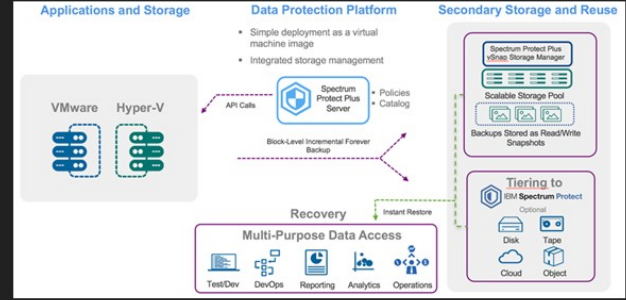 Applications and Storage
Data Protection Platform
Secondary Storage and Reuse
• Simple deployment as a virtual
machine image
• Integrated storage management
VMware
Hyper-V
API Calls
Spectrum
Protect Plus
Server
• Policies
• Catalog
Block-Level Incremental Forever
Backup
Spectrum Protect Plus
vSnap Storage Manager
Scalable Storage Pool
Backups Stored as Read/Write
Snapshots
Instant Restore
Recovery
Multi-Purpose Data Access
Test/Dev
DevOps
Reporting
Analytics
Operations
Tiering to
IBM Spectrum Protect
Optional
Disk
Tape
Cloud
Object